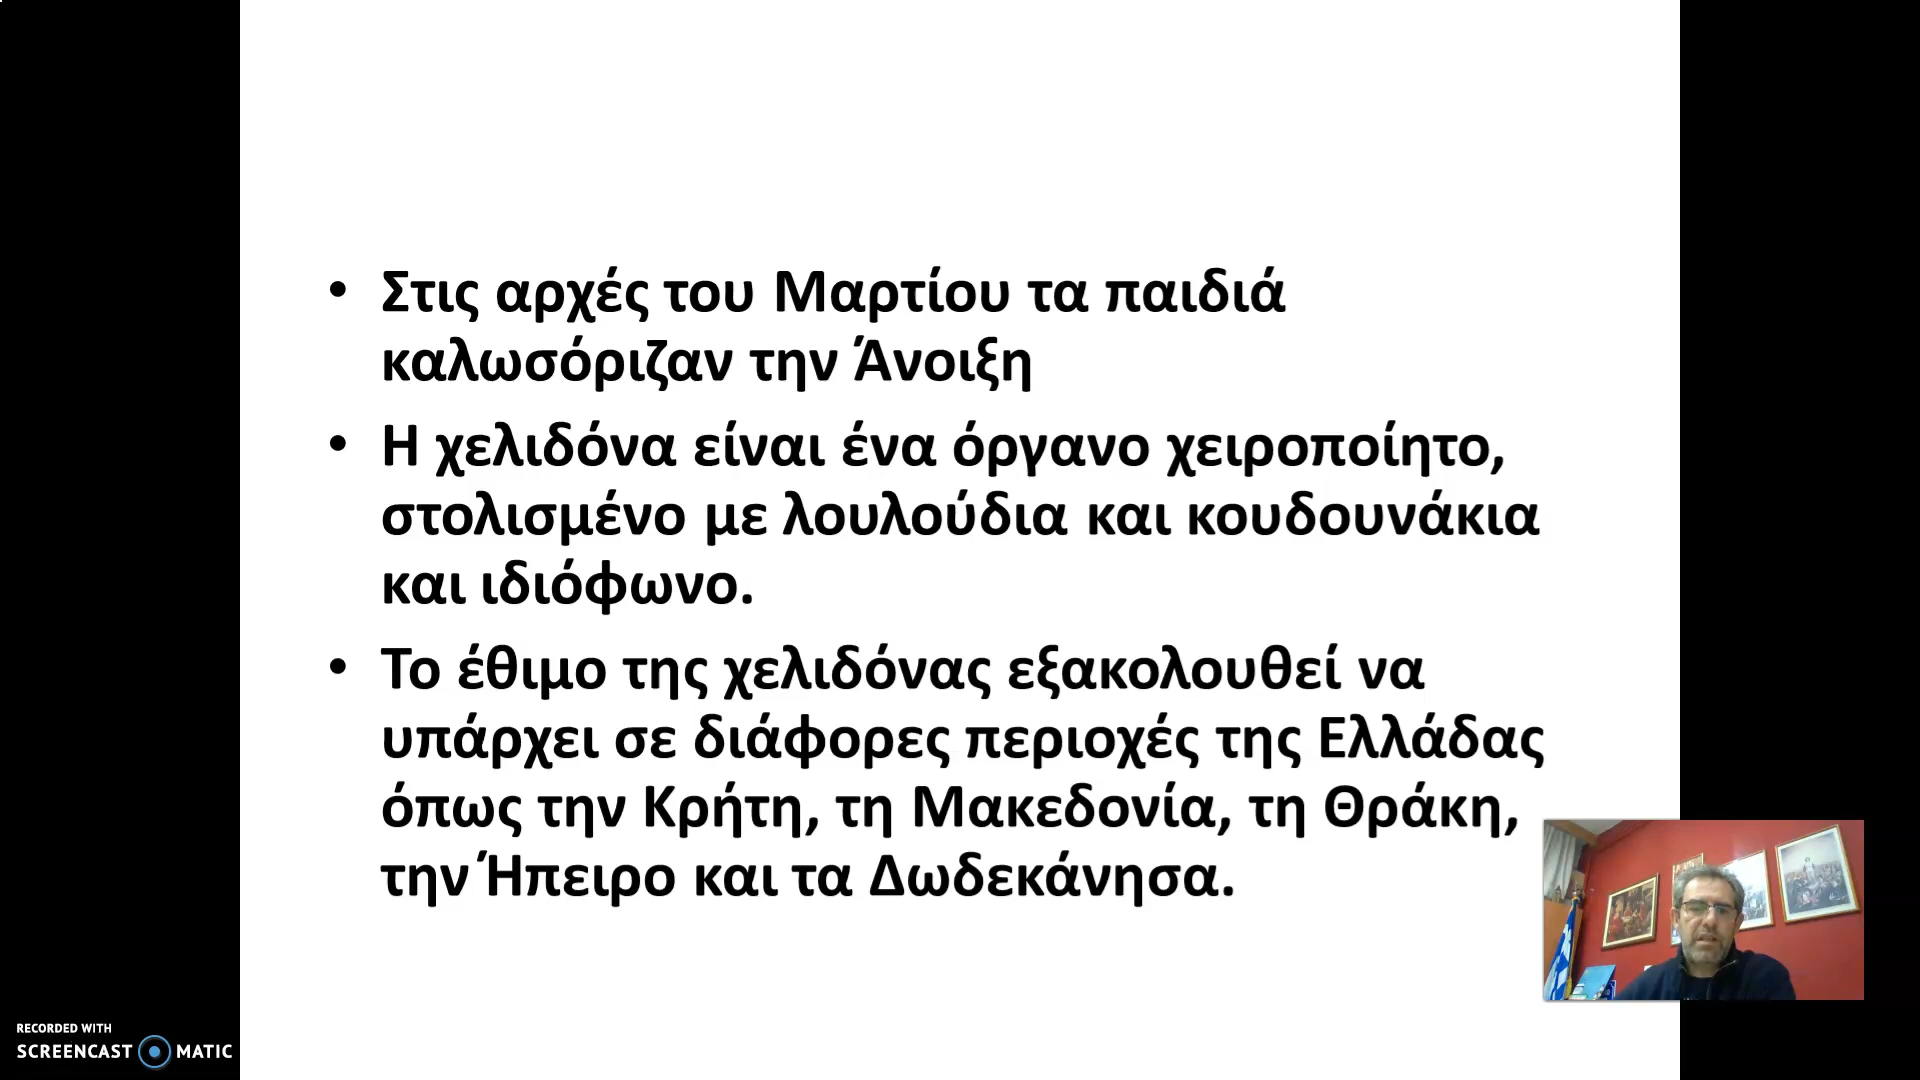 • Στις αρχές του Μαρτίου τα παιδιά
καλωσόριζαν την Άνοιξη
• Η χελιδόνα είναι ένα όργανο χειροποίητο,
στολισμένο με λουλούδια και κουδουνάκια
και ιδιόφωνο.
• Το έθιμο της χελιδόνας εξακολουθεί να
υπάρχει σε διάφορες περιοχές της Ελλάδας
όπως την Κρήτη, τη Μακεδονία, τη Θράκη,
την Ήπειρο και τα Δωδεκάνησα.
RECORDED WITH
SCREENCAST MATIC